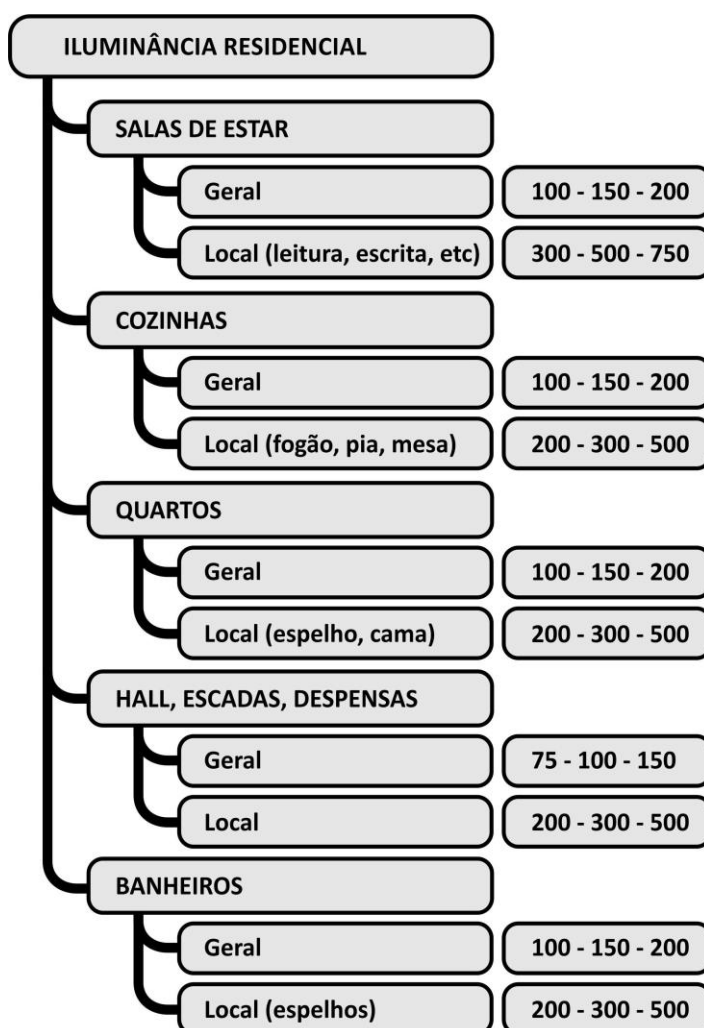 ILUMINÂNCIA RESIDENCIAL
SALAS DE ESTAR
Geral 100 - 150 - 200
Local (leitura, escrita, etc) 300 - 500 - 750
COZINHAS
Geral 100 - 150 - 200
Local (fogão, pia, mesa) 200 - 300 - 500
QUARTOS
Geral 100 - 150 - 200
Local (espelho, cama) 200 - 300 - 500
HALL, ESCADAS, DESPENSAS
Geral 75 - 100 - 150
Local 200 - 300 - 500
BANHEIROS
Geral 100 - 150 - 200
Local (espelhos) 200 - 300 - 500